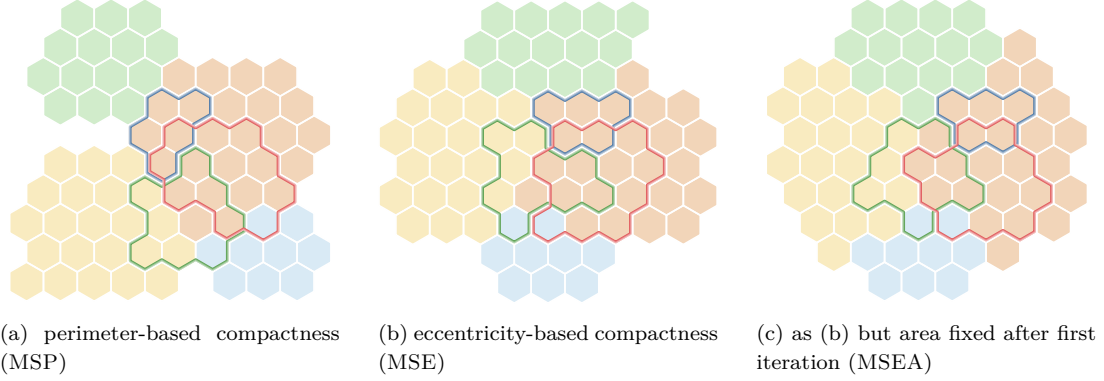 (a) perimeter-based compactness
(MSP)
(b) eccentricity-based compactness
(MSE)
(c) as (b) but area fixed after first
iteration (MSEA)